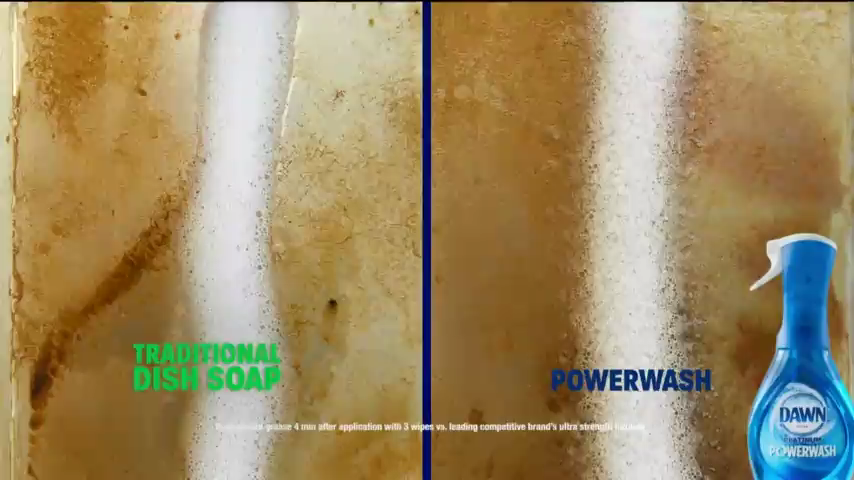 TRADITIONAL
DISH SOAP
POWERWASH
grease 4 min after application with 3 wipes vs. leading competitive brand's ultra strength
DAWN
PLATINUM
POWERWASH